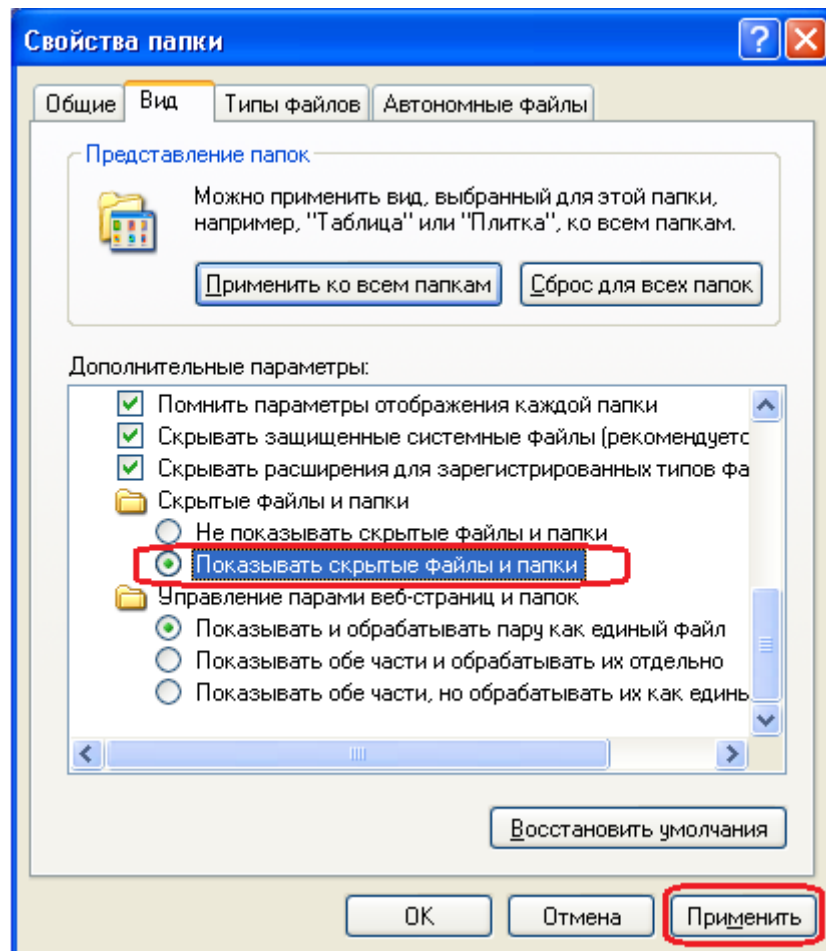 Свойства папки
Общие Вид Типы файлов Автономные файлы
Представление папок
Можно применить вид, выбранный для этой папки,
например, "Таблица" или "Плитка", ко всем папкам.
Применить ко всем папкам Сброс для всех папок
Дополнительные параметры:
Помнить параметры отображения каждой папки
Скрывать защищенные системные файлы (рекомендуетс
Скрывать расширения для зарегистрированных типов фа
Скрытые файлы и папки
Не показывать скрытые файлы и папки
Показывать скрытые файлы и папки
Управление парами веб-страниц и папок
Показывать и обрабатывать пару как единый файл
Показывать обе части и обрабатывать их отдельно
Показывать обе части, но обрабатывать их как едины
Восстановить умолчания
OK Отмена Применить